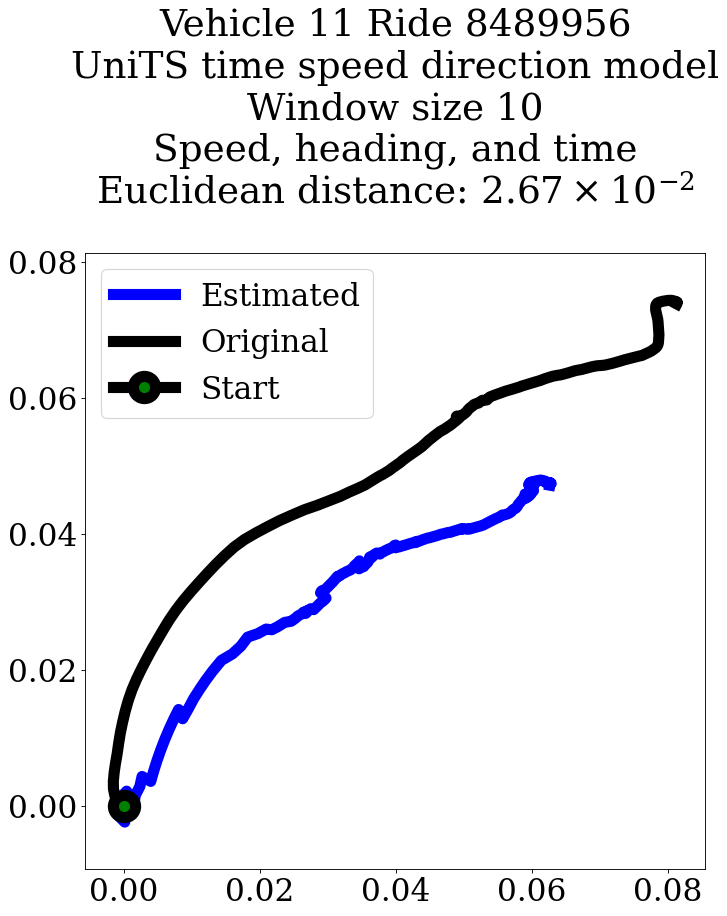 Vehicle 11 Ride 8489956
UniTS time speed direction model
Window size 10
Speed, heading, and time
Euclidean distance: 2.67 × 10⁻²
0.08
0.06
0.04
0.02
0.00
Estimated
Original
Start
0.00 0.02 0.04 0.06 0.08